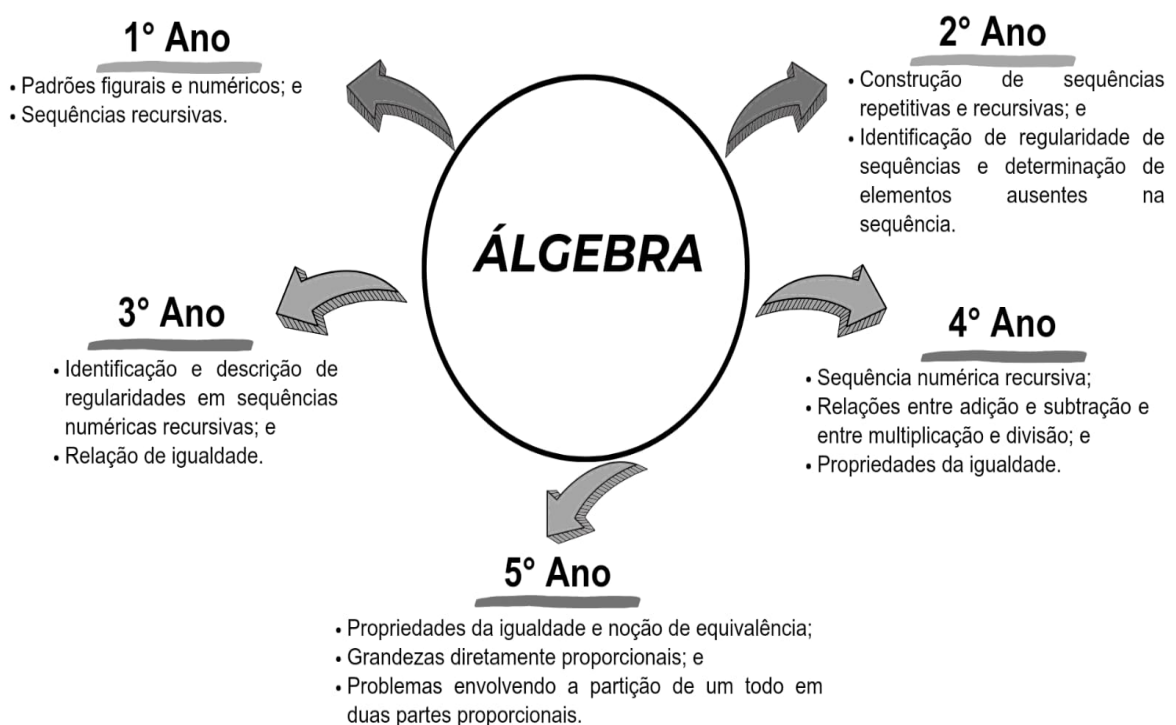 1° Ano
• Padrões figurais e numéricos; e
• Sequências recursivas.
2° Ano
• Construção de sequências
repetitivas e recursivas; e
• Identificação de regularidade de
sequências e determinação de
elementos ausentes na
sequência.
ÁLGEBRA
3° Ano
• Identificação e descrição de
regularidades em sequências
numéricas recursivas; e
• Relação de igualdade.
4° Ano
• Sequência numérica recursiva;
• Relações entre adição e subtração e
entre multiplicação e divisão; e
• Propriedades da igualdade.
5° Ano
• Propriedades da igualdade e noção de equivalência;
• Grandezas diretamente proporcionais; e
• Problemas envolvendo a partição de um todo em
duas partes proporcionais.